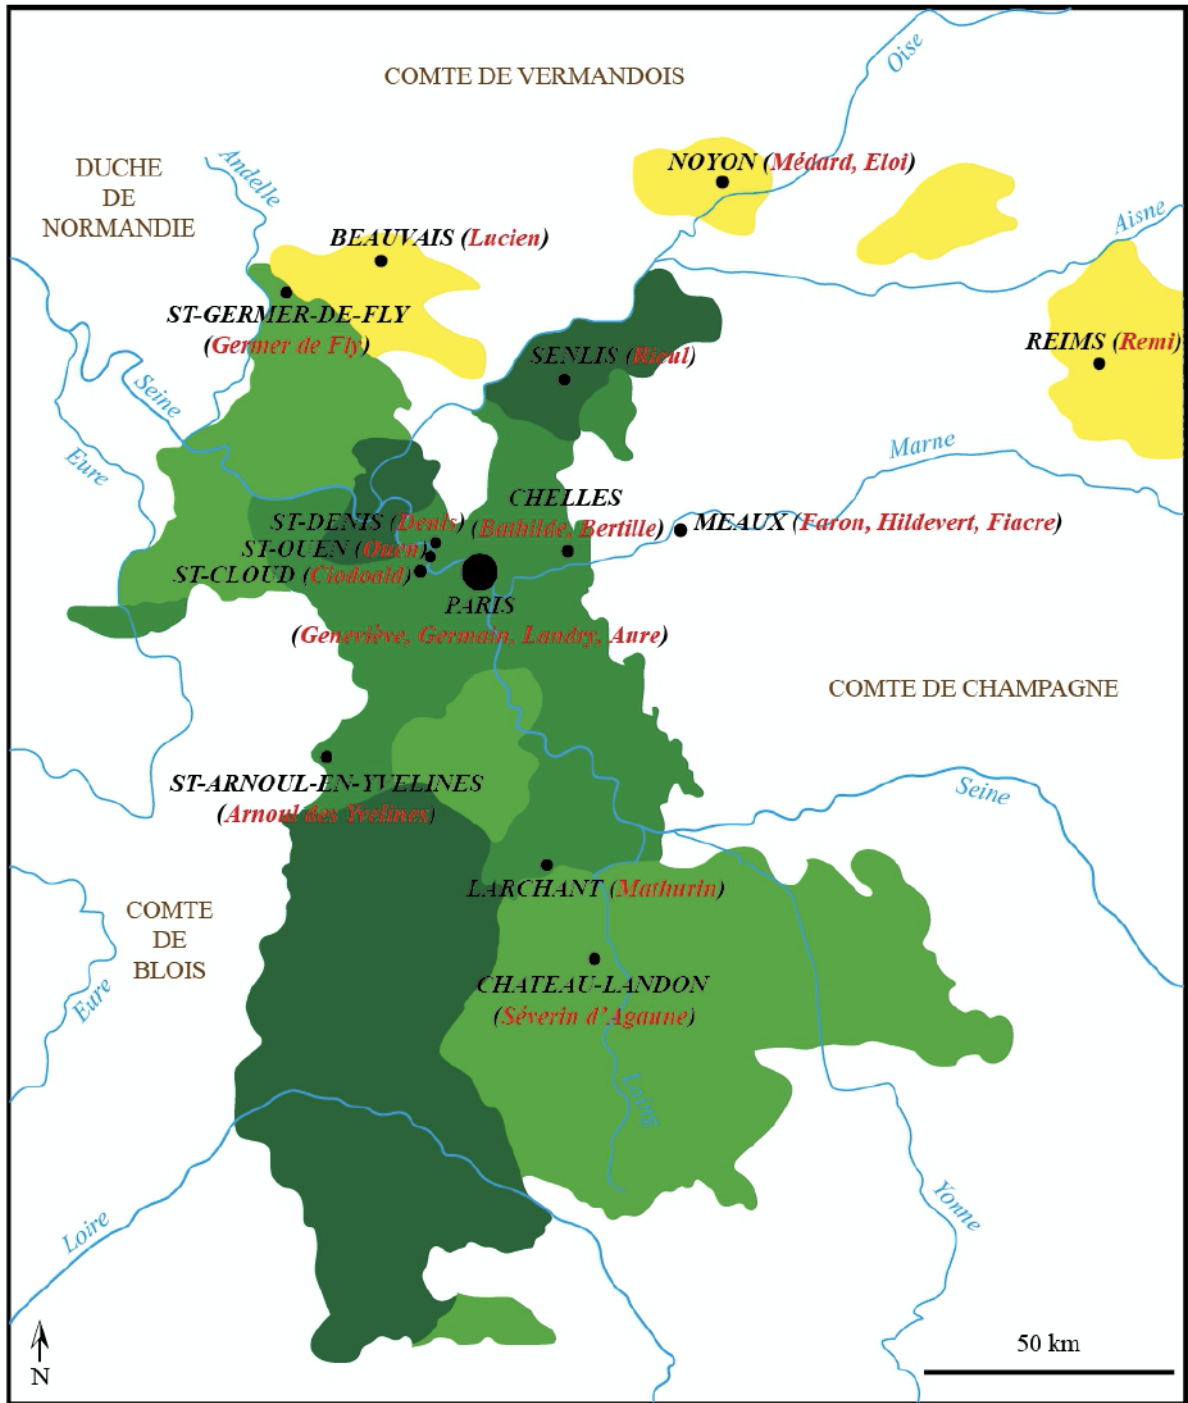 Oise
COMTE DE VERMANDOIS
DUCHE
DE
NORMANDIE
Andelle
NOYON (Médard, Eloi)
Aisne
BEAUVAIS (Lucien)
ST-GERMER-DE-FLY
(Germer de Fly)
SENLIS (Rieul)
REIMS (Remi)
Seine
Eure
Marne
CHELLES
(Bathilde, Bertille)
MEAUX (Faron, Hildevert, Fiacre)
ST-DENIS (Denis)
ST-OUEN (Ouen)
ST-CLOUD (Clodoald)
PARIS
(Geneviève, Germain, Landry, Aure)
COMTE DE CHAMPAGNE
ST-ARNOUL-EN-YVELINES
(Arnoul des Yvelines)
Seine
LARCHANT (Mathurin)
COMTE
DE
BLOIS
Eure
CHATEAU-LANDON
(Séverin d'Agaune)
Loing
Yonne
Loire
N
50 km